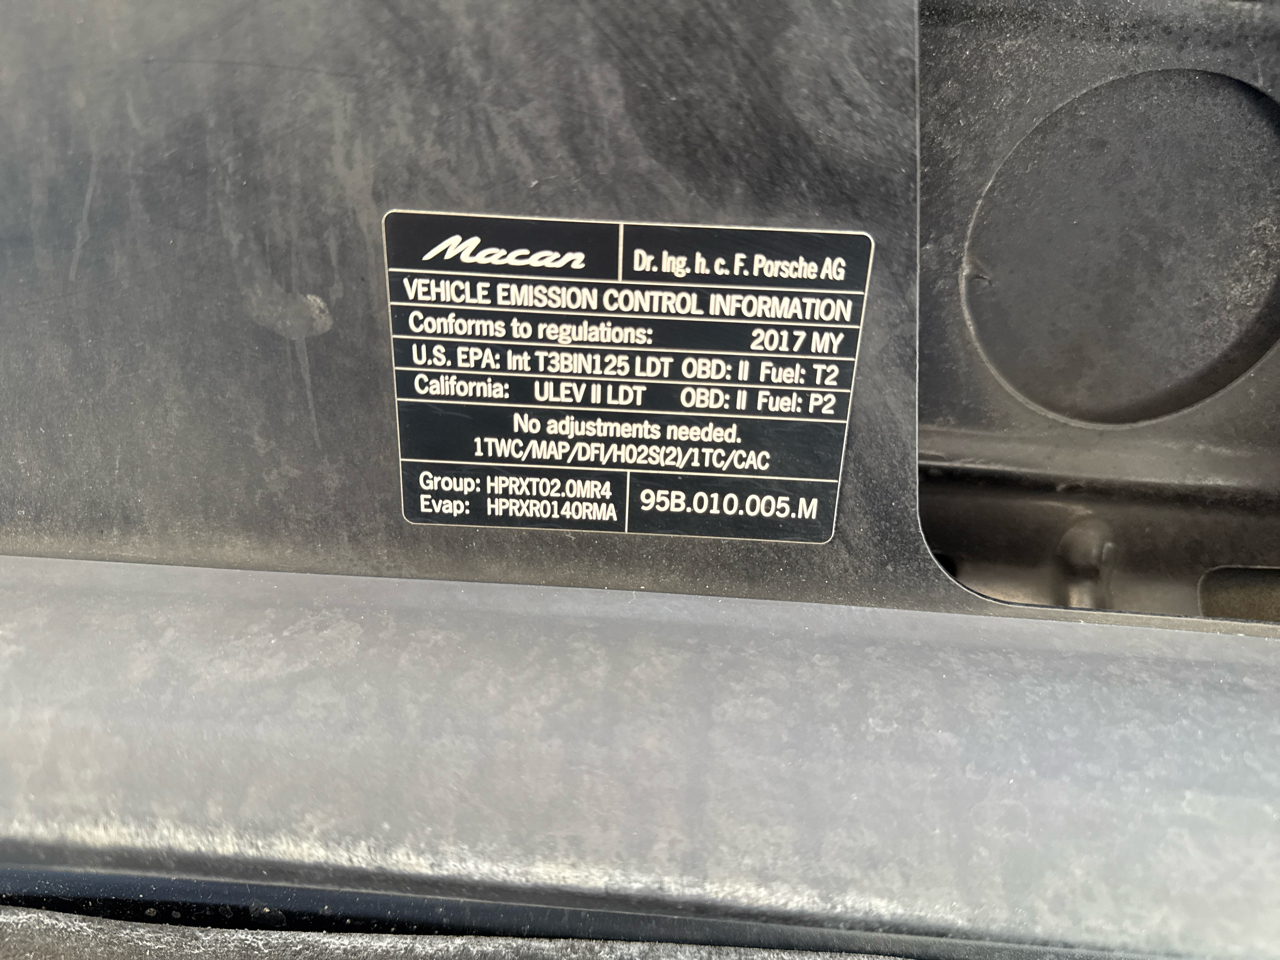 Macan Dr. Ing. h. c. F. Porsche AG
VEHICLE EMISSION CONTROL INFORMATION
Conforms to regulations: 2017 MY
U.S. EPA: Int T3BIN125 LDT OBD: II Fuel: T2
California: ULEV II LDT OBD: II Fuel: P2
No adjustments needed.
1TWC/MAP/DFI/HO2S(2)/1TC/CAC
Group: HPRXT02.0MR4
Evap: HPRXR0140RMA
95B.010.005.M